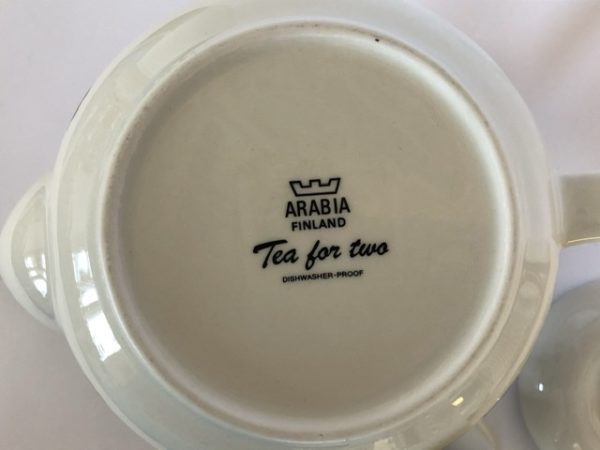 ARABIA
FINLAND
Tea for two
DISHWASHER-PROOF